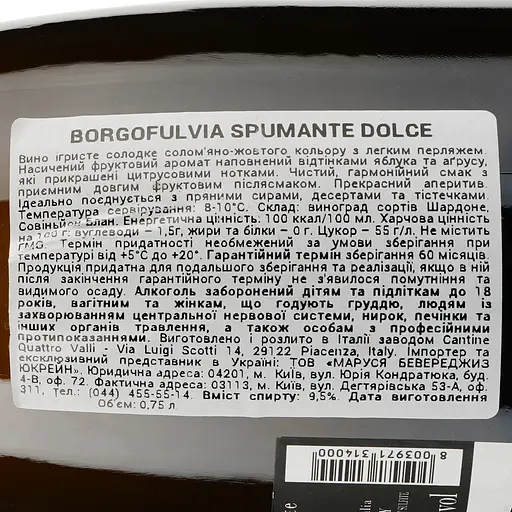 BORGOFULVIA SPUMANTE DOLCE
Вино ігристе солодке солом'яно-жовтого кольору з легким перляжем.
Насичений фруктовий аромат наповнений відтінками яблука та аґрусу,
які прикрашені цитрусовими нотками. Чистий, гармонійний смак з
приємним довгим фруктовим післясмаком. Прекрасний аперитив.
Ідеально поєднується з пряними сирами, десертами та тістечками.
Температура сервірування: 8-10°С. Склад: виноград сортів Шардоне,
Совіньйон Блан. Енергетична цінність: 100 ккал/100 мл. Харчова цінність
на 100 г: вуглеводи – 1,5г, жири та білки – 0 г. Цукор – 55 г/л. Не містить
ГМО. Термін придатності необмежений за умови зберігання при
температурі від +5°С до +20°. Гарантійний термін зберігання 60 місяців.
Продукція придатна для подальшого зберігання та реалізації, якщо в ній
після закінчення гарантійного терміну не з'явилося помутніння та
видимого осаду. Алкоголь заборонений дітям та підліткам до 18
років, вагітним та жінкам, що годують груддю, людям із
захворюванням центральної нервової системи, нирок, печінки та
інших органів травлення, а також особам з професійними
протипоказаннями. Виготовлено і розлито в Італії заводом Cantine
Quattro Valli - Via Luigi Scotti 14, 29122 Piacenza, Italy. Імпортер та
ексклюзивний представник в Україні: ТОВ «МАРУСЯ БЕВЕРЕДЖИЗ
ЮКРЕЙН». Юридична адреса: 04201, м. Київ, вул. Юрія Кондратюка, буд.
4-В, оф. 72. Фактична адреса: 03113, м. Київ, вул. Дегтярівська 53-А, оф.
311, тел.: (044) 455-55-14. Вміст спирту: 9,5%. Дата виготовлення
Об'єм: 0,75 л
8 003971 314000
vol